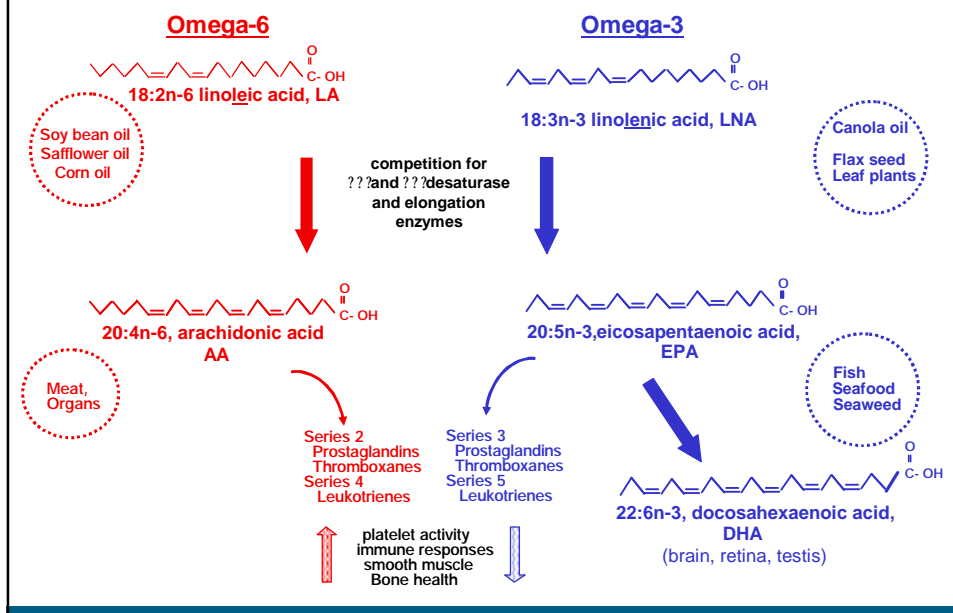 Omega-6
Omega-3
O
C- OH
18:2n-6 linoleic acid, LA
O
C- OH
18:3n-3 linolenic acid, LNA
Soy bean oil
Safflower oil
Corn oil
competition for
???and ???desaturase
and elongation
enzymes
Canola oil
Flax seed
Leaf plants
O
C- OH
20:4n-6, arachidonic acid
AA
O
C- OH
20:5n-3,eicosapentaenoic acid,
EPA
Meat,
Organs
Fish
Seafood
Seaweed
Series 2
Prostaglandins
Thromboxanes
Series 4
Leukotrienes
Series 3
Prostaglandins
Thromboxanes
Series 5
Leukotrienes
O
C- OH
22:6n-3, docosahexaenoic acid,
DHA
(brain, retina, testis)
platelet activity
immune responses
smooth muscle
Bone health